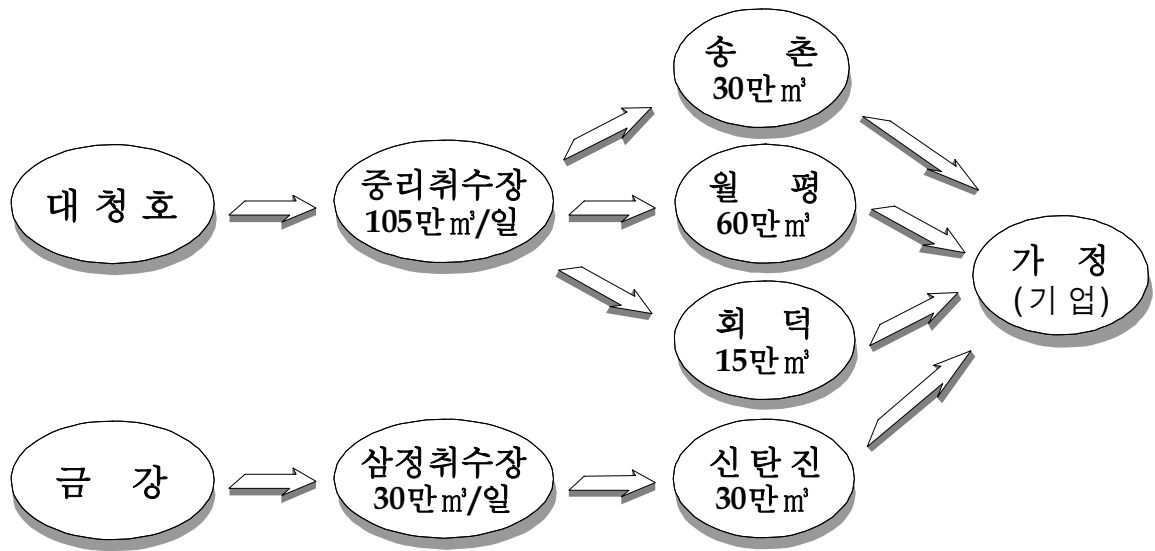 대 청 호
중리취수장
105만㎥/일
송 촌
30만㎥
월 평
60만㎥
회 덕
15만㎥
가 정
(기 업)
금 강
삼정취수장
30만㎥/일
신 탄 진
30만㎥